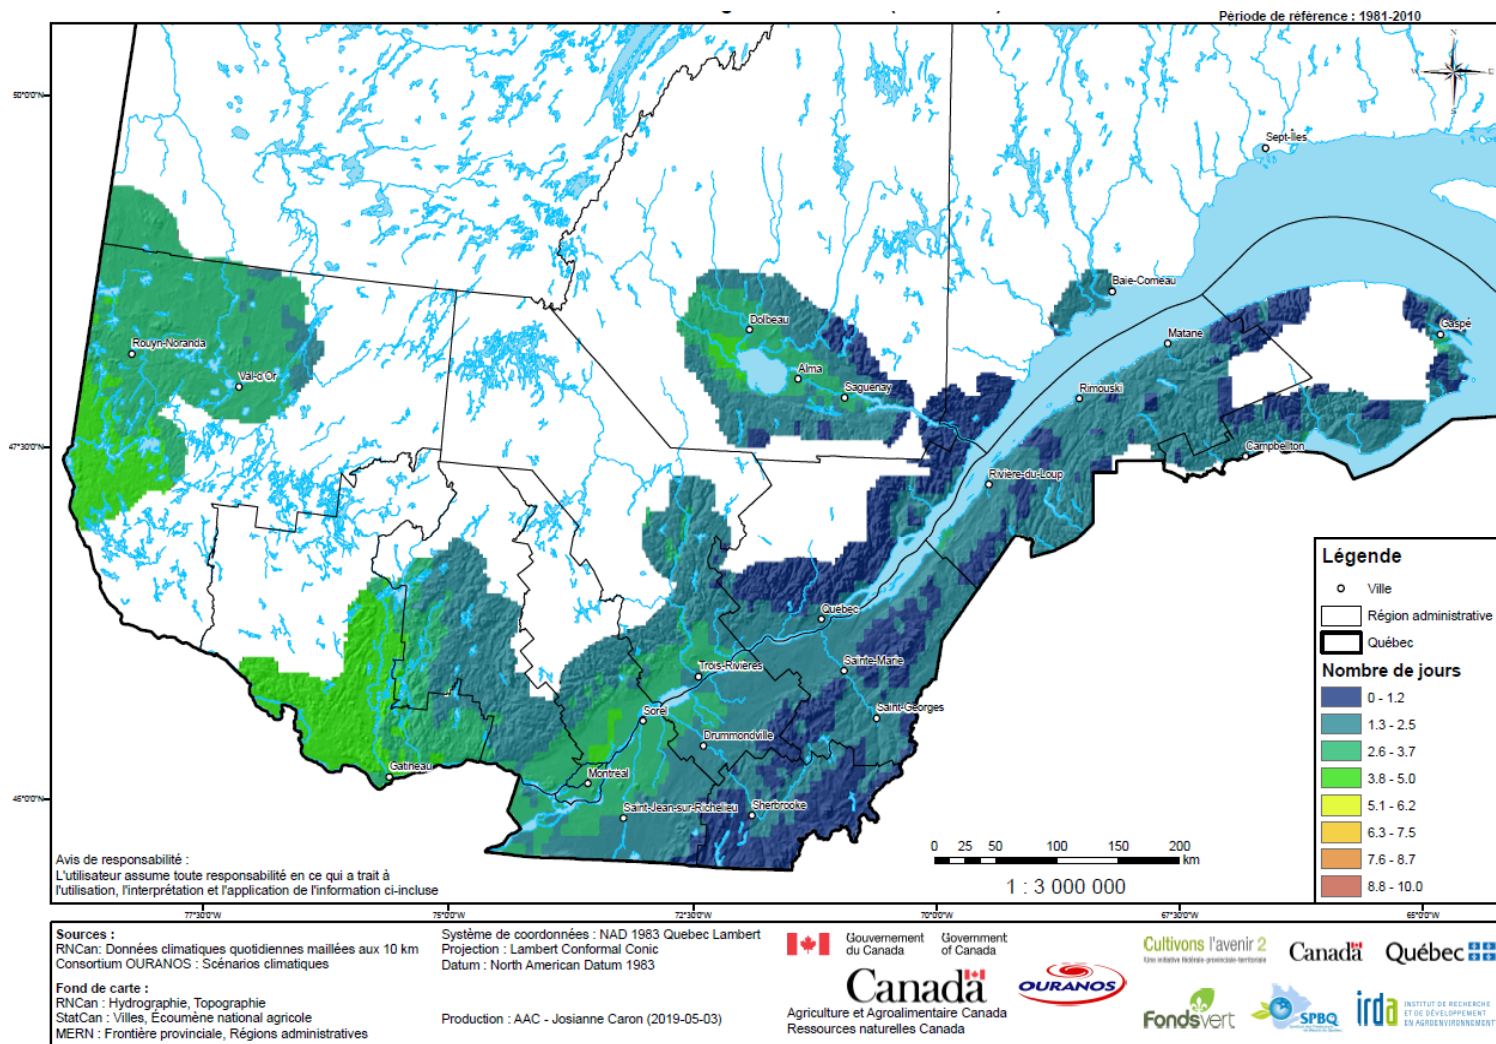 Période de référence : 1981-2010
N
W
E
S
50°0'0"N
47°30'0"N
45°0'0"N
Sept-Îles
Baie-Comeau
Dolbeau
Matane
Gaspé
Rouyn-Noranda
Val-d'Or
Alma
Saguenay
Rimouski
Campbellton
Rivière-du-Loup
Québec
Trois-Rivières
Sainte-Marie
Sorel
Saint-Georges
Drummondville
Gatineau
Montréal
Saint-Jean-sur-Richelieu
Sherbrooke
Légende
Ville
Région administrative
Québec
Nombre de jours
0 - 1.2
1.3 - 2.5
2.6 - 3.7
3.8 - 5.0
5.1 - 6.2
6.3 - 7.5
7.6 - 8.7
8.8 - 10.0
0 25 50 100 150 200
km
1 : 3 000 000
Avis de responsabilité :
L'utilisateur assume toute responsabilité en ce qui a trait à
l'utilisation, l'interprétation et l'application de l'information ci-incluse
77°30'0"W
75°0'0"W
72°30'0"W
70°0'0"W
67°30'0"W
65°0'0"W
Sources :
RNCan: Données climatiques quotidiennes maillées aux 10 km
Consortium OURANOS : Scénarios climatiques
Fond de carte :
RNCan : Hydrographie, Topographie
StatCan : Villes, Écoumène national agricole
MERN : Frontière provinciale, Régions administratives
Système de coordonnées : NAD 1983 Quebec Lambert
Projection : Lambert Conformal Conic
Datum : North American Datum 1983
Production : AAC - Josianne Caron (2019-05-03)
Gouvernement
du Canada
Government
of Canada
Canada
Agriculture et Agroalimentaire Canada
Ressources naturelles Canada
OURANOS
Cultivons l'avenir 2
Une initiative fédérale-provinciale-territoriale
Canada
Québec
Fondsvert
SPBQ
irda
INSTITUT DE RECHERCHE
ET DE DÉVELOPPEMENT
EN AGROENVIRONNEMENT